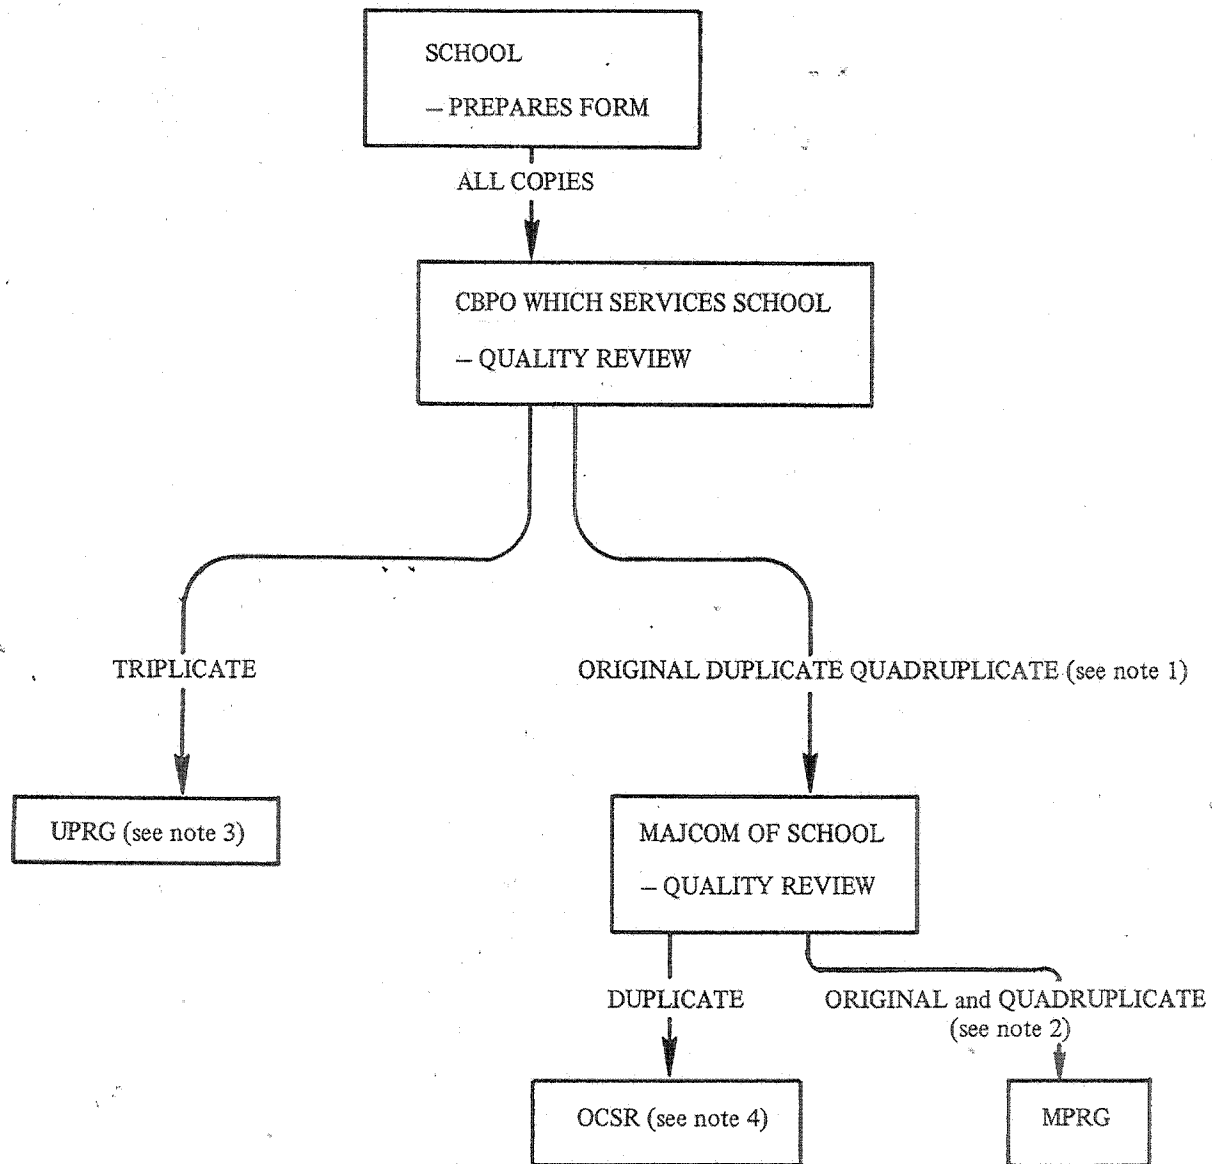 SCHOOL
– PREPARES FORM
ALL COPIES
CBPO WHICH SERVICES SCHOOL
– QUALITY REVIEW
TRIPLICATE
ORIGINAL DUPLICATE QUADRUPLICATE (see note 1)
UPRG (see note 3)
MAJCOM OF SCHOOL
– QUALITY REVIEW
DUPLICATE
ORIGINAL and QUADRUPLICATE
(see note 2)
OCSR (see note 4)
MPRG